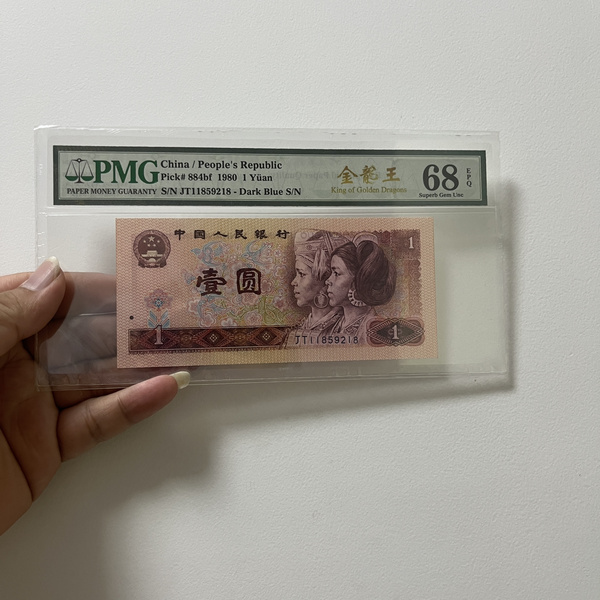 PMG
PAPER MONEY GUARANTY
China / People's Republic
Pick# 884bf 1980 1 Yüan
S/N JT11859218 - Dark Blue S/N
金龍王
King of Golden Dragons
68 EPQ
Superb Gem Unc
中国人民银行
1
壹圆
1
JT11859218
1